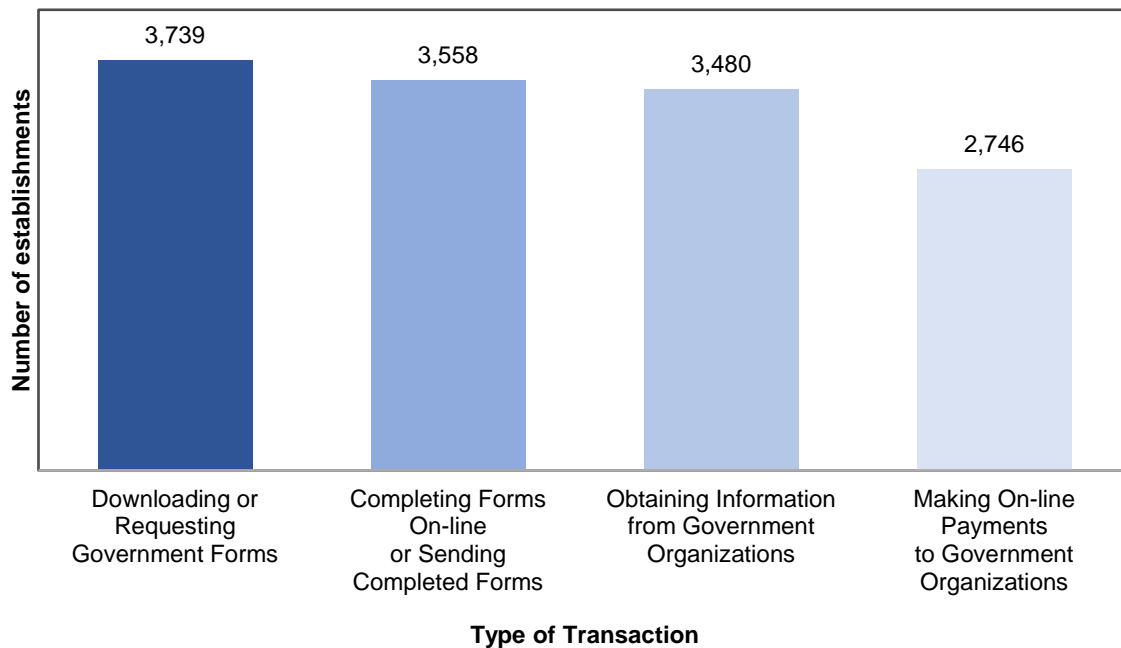 3,739
3,558
3,480
2,746
Number of establishments
Downloading or
Requesting
Government Forms
Completing Forms
On-line
or Sending
Completed Forms
Obtaining Information
from Government
Organizations
Making On-line
Payments
to Government
Organizations
Type of Transaction